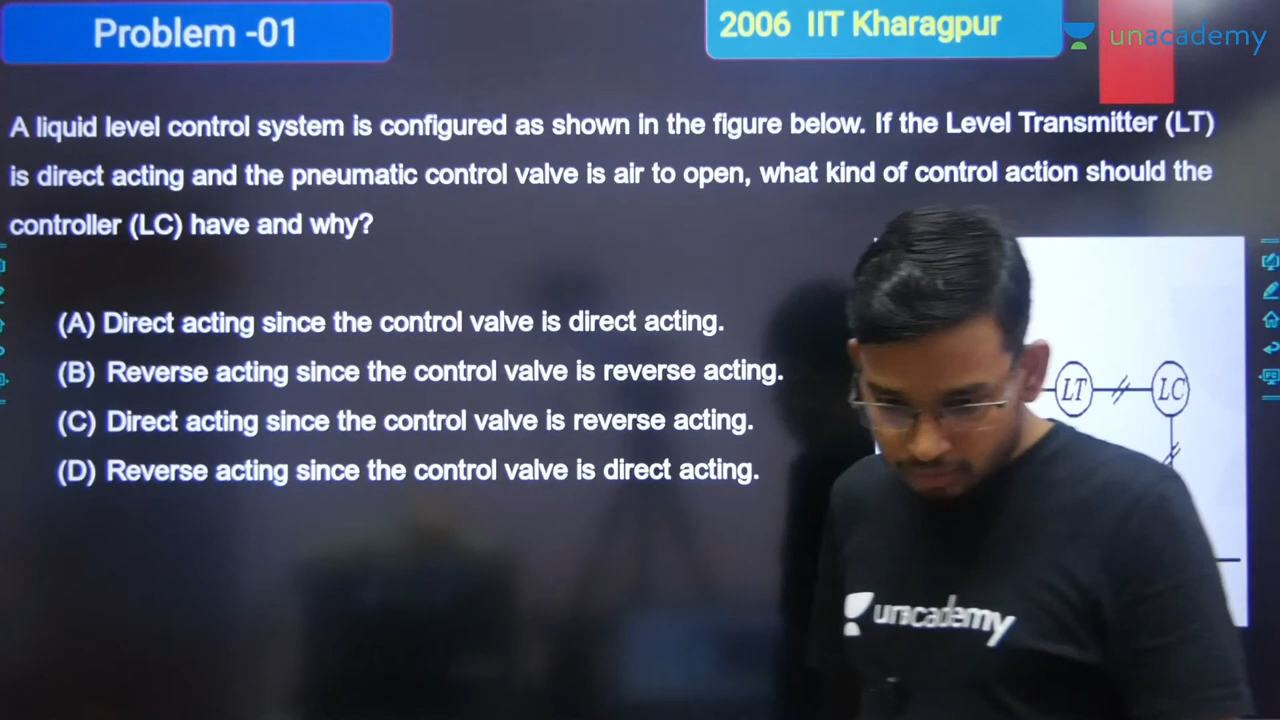 Problem -01
2006 IIT Kharagpur
unacademy
A liquid level control system is configured as shown in the figure below. If the Level Transmitter (LT)
is direct acting and the pneumatic control valve is air to open, what kind of control action should the
controller (LC) have and why?
(A) Direct acting since the control valve is direct acting.
(B) Reverse acting since the control valve is reverse acting.
(C) Direct acting since the control valve is reverse acting.
(D) Reverse acting since the control valve is direct acting.
LT
LC
unacademy